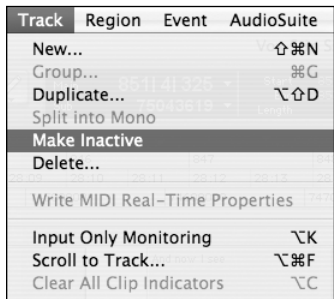 Track Region Event AudioSuite
New... ⇧⌘N
Group... ⌘G
Duplicate... ⌥⇧D
Split into Mono
Make Inactive
Delete...
Write MIDI Real-Time Properties
Input Only Monitoring ⌥K
Scroll to Track... ⌥⌘F
Clear All Clip Indicators ⌥C